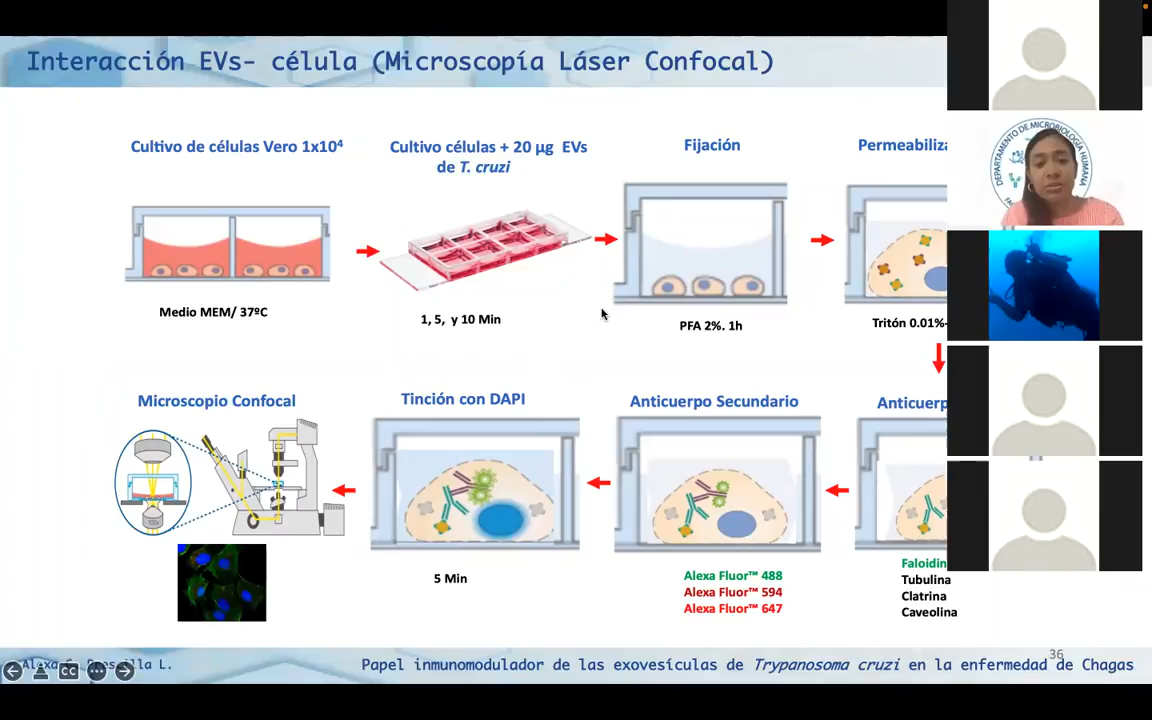 Interacción EVs- célula (Microscopía Láser Confocal)
Cultivo de células Vero 1x10⁴
Cultivo células + 20 µg EVs
de T. cruzi
Fijación
Permeabiliza
Medio MEM/ 37ºC
1, 5, y 10 Min
PFA 2%. 1h
Tritón 0.01%-
DEPARTAMENTO DE MICROBIOLOGÍA HUMANA
Microscopio Confocal
Tinción con DAPI
Anticuerpo Secundario
Anticuerp
5 Min
Alexa Fluor™ 488
Alexa Fluor™ 594
Alexa Fluor™ 647
Faloidin
Tubulina
Clatrina
Caveolina
CC
L.
Papel inmunomodulador de las exovesículas de Trypanosoma cruzi en la enfermedad de Chagas
36